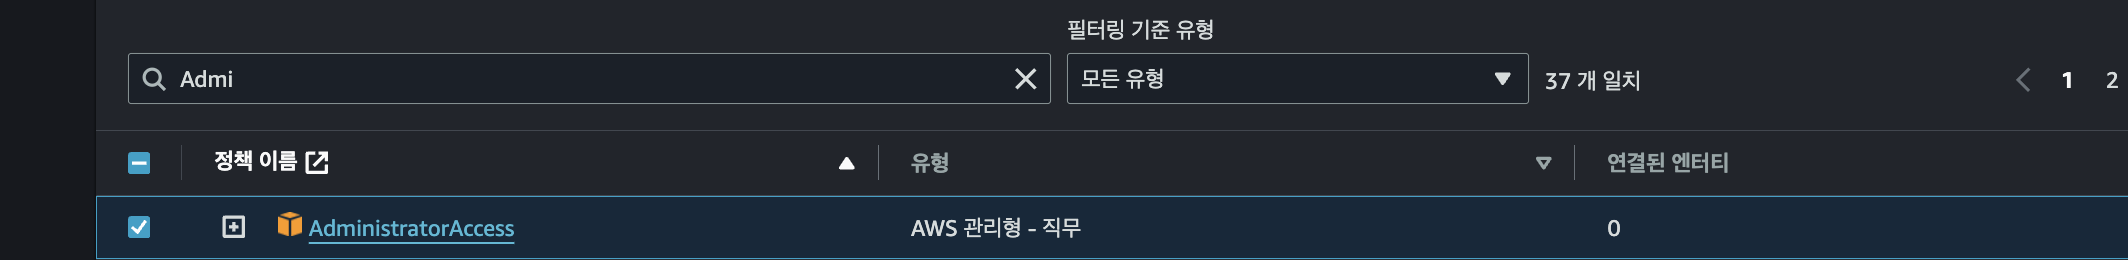 필터링 기준 유형
Admi 모든 유형 37 개 일치 1 2
정책 이름 유형 연결된 엔터티
AdministratorAccess AWS 관리형 - 직무 0